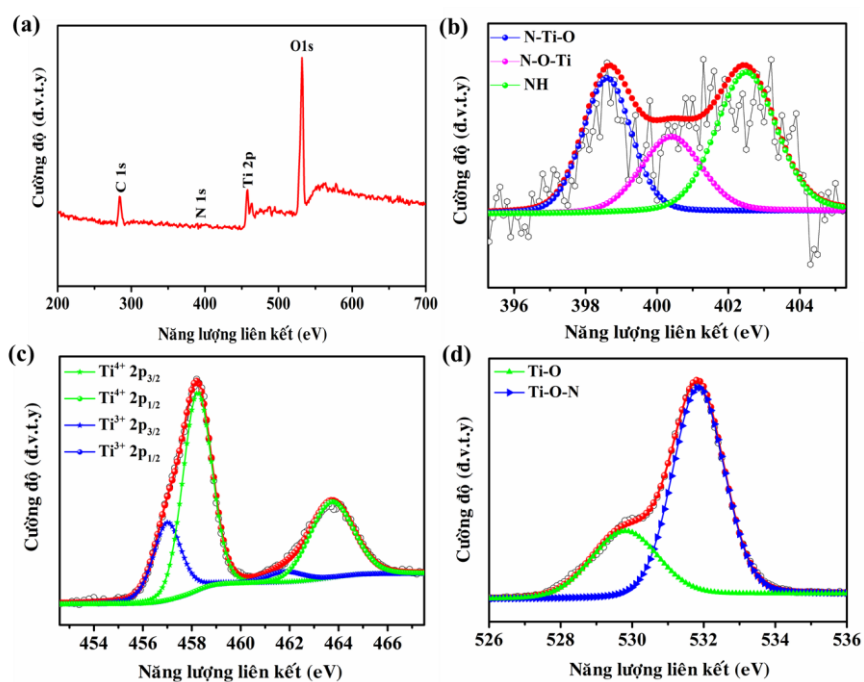 (a)
O1s
C 1s
N 1s
Ti 2p
Cường độ (đ.v.t.y)
200 300 400 500 600 700
Năng lượng liên kết (eV)
(b)
N-Ti-O
N-O-Ti
NH
Cường độ (đ.v.t.y)
396 398 400 402 404
Năng lượng liên kết (eV)
(c)
Ti⁴⁺ 2p₃/₂
Ti⁴⁺ 2p₁/₂
Ti³⁺ 2p₃/₂
Ti³⁺ 2p₁/₂
Cường độ (đ.v.t.y)
454 456 458 460 462 464 466
Năng lượng liên kết (eV)
(d)
Ti-O
Ti-O-N
Cường độ (đ.v.t.y)
526 528 530 532 534 536
Năng lượng liên kết (eV)